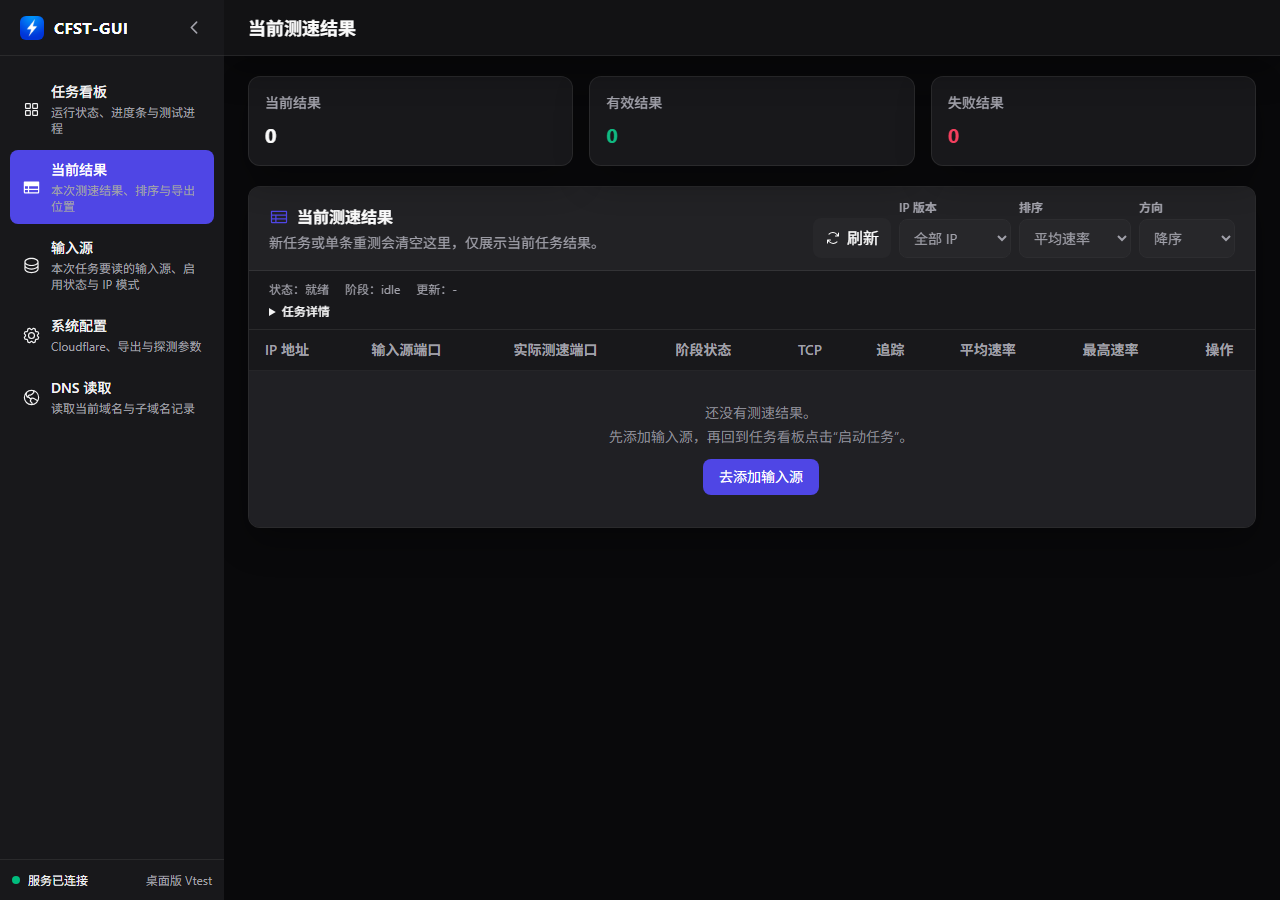 CFST-GUI
任务看板
运行状态、进度条与测试进
程
当前结果
本次测速结果、排序与导出
位置
输入源
本次任务要读的输入源、启
用状态与 IP 模式
系统配置
Cloudflare、导出与探测参数
DNS 读取
读取当前域名与子域名记录
服务已连接
桌面版 Vtest
当前测速结果
当前结果
0
有效结果
0
失败结果
0
当前测速结果
新任务或单条重测会清空这里，仅展示当前任务结果。
刷新
IP 版本
全部 IP
排序
平均速率
方向
降序
状态：就绪 阶段：idle 更新：-
任务详情
IP 地址 输入源端口 实际测速端口 阶段状态 TCP 追踪 平均速率 最高速率 操作
还没有测速结果。
先添加输入源，再回到任务看板点击“启动任务”。
去添加输入源